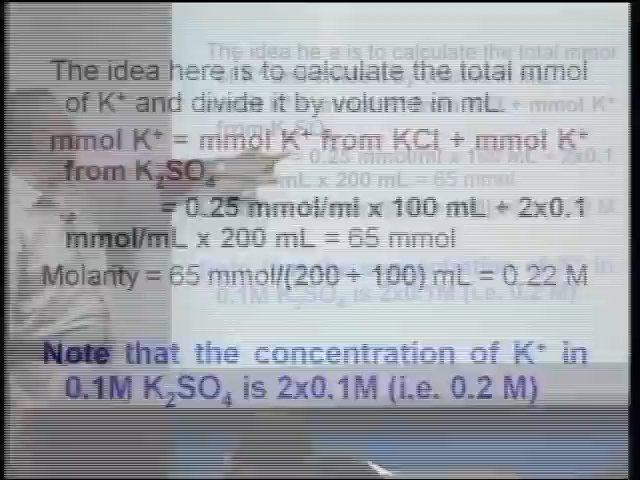 The idea here is to calculate the total mmol
of K⁺ and divide it by volume in mL.
mmol K⁺ = mmol K⁺ from KCl + mmol K⁺
from K₂SO₄
= 0.25 mmol/ml x 100 mL + 2x0.1
mmol/mL x 200 mL = 65 mmol
Molarity = 65 mmol/(200 + 100) mL = 0.22 M
Note that the concentration of K⁺ in
0.1M K₂SO₄ is 2x0.1M (i.e. 0.2 M)